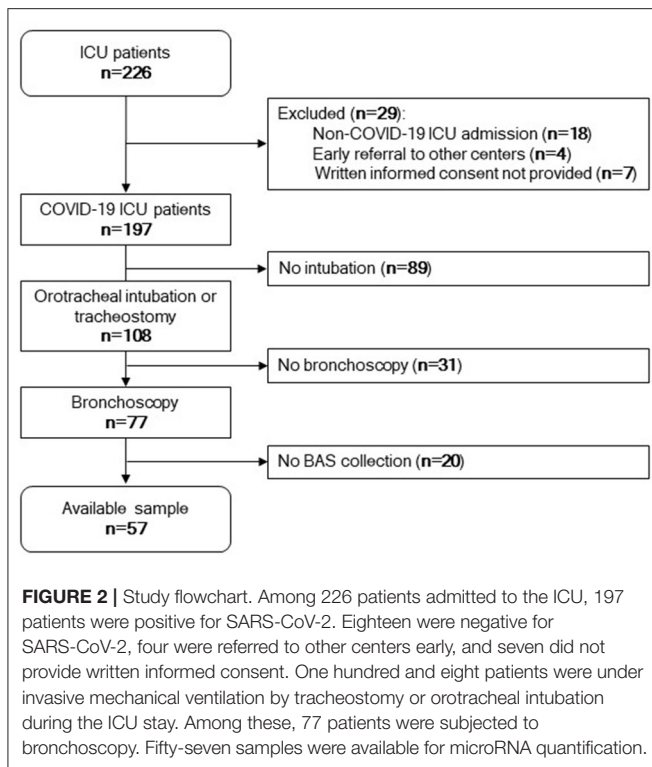 ICU patients
n=226
Excluded (n=29):
Non-COVID-19 ICU admission (n=18)
Early referral to other centers (n=4)
Written informed consent not provided (n=7)
COVID-19 ICU patients
n=197
No intubation (n=89)
Orotracheal intubation or
tracheostomy
n=108
No bronchoscopy (n=31)
Bronchoscopy
n=77
No BAS collection (n=20)
Available sample
n=57
FIGURE 2 | Study flowchart. Among 226 patients admitted to the ICU, 197
patients were positive for SARS-CoV-2. Eighteen were negative for
SARS-CoV-2, four were referred to other centers early, and seven did not
provide written informed consent. One hundred and eight patients were under
invasive mechanical ventilation by tracheostomy or orotracheal intubation
during the ICU stay. Among these, 77 patients were subjected to
bronchoscopy. Fifty-seven samples were available for microRNA quantification.